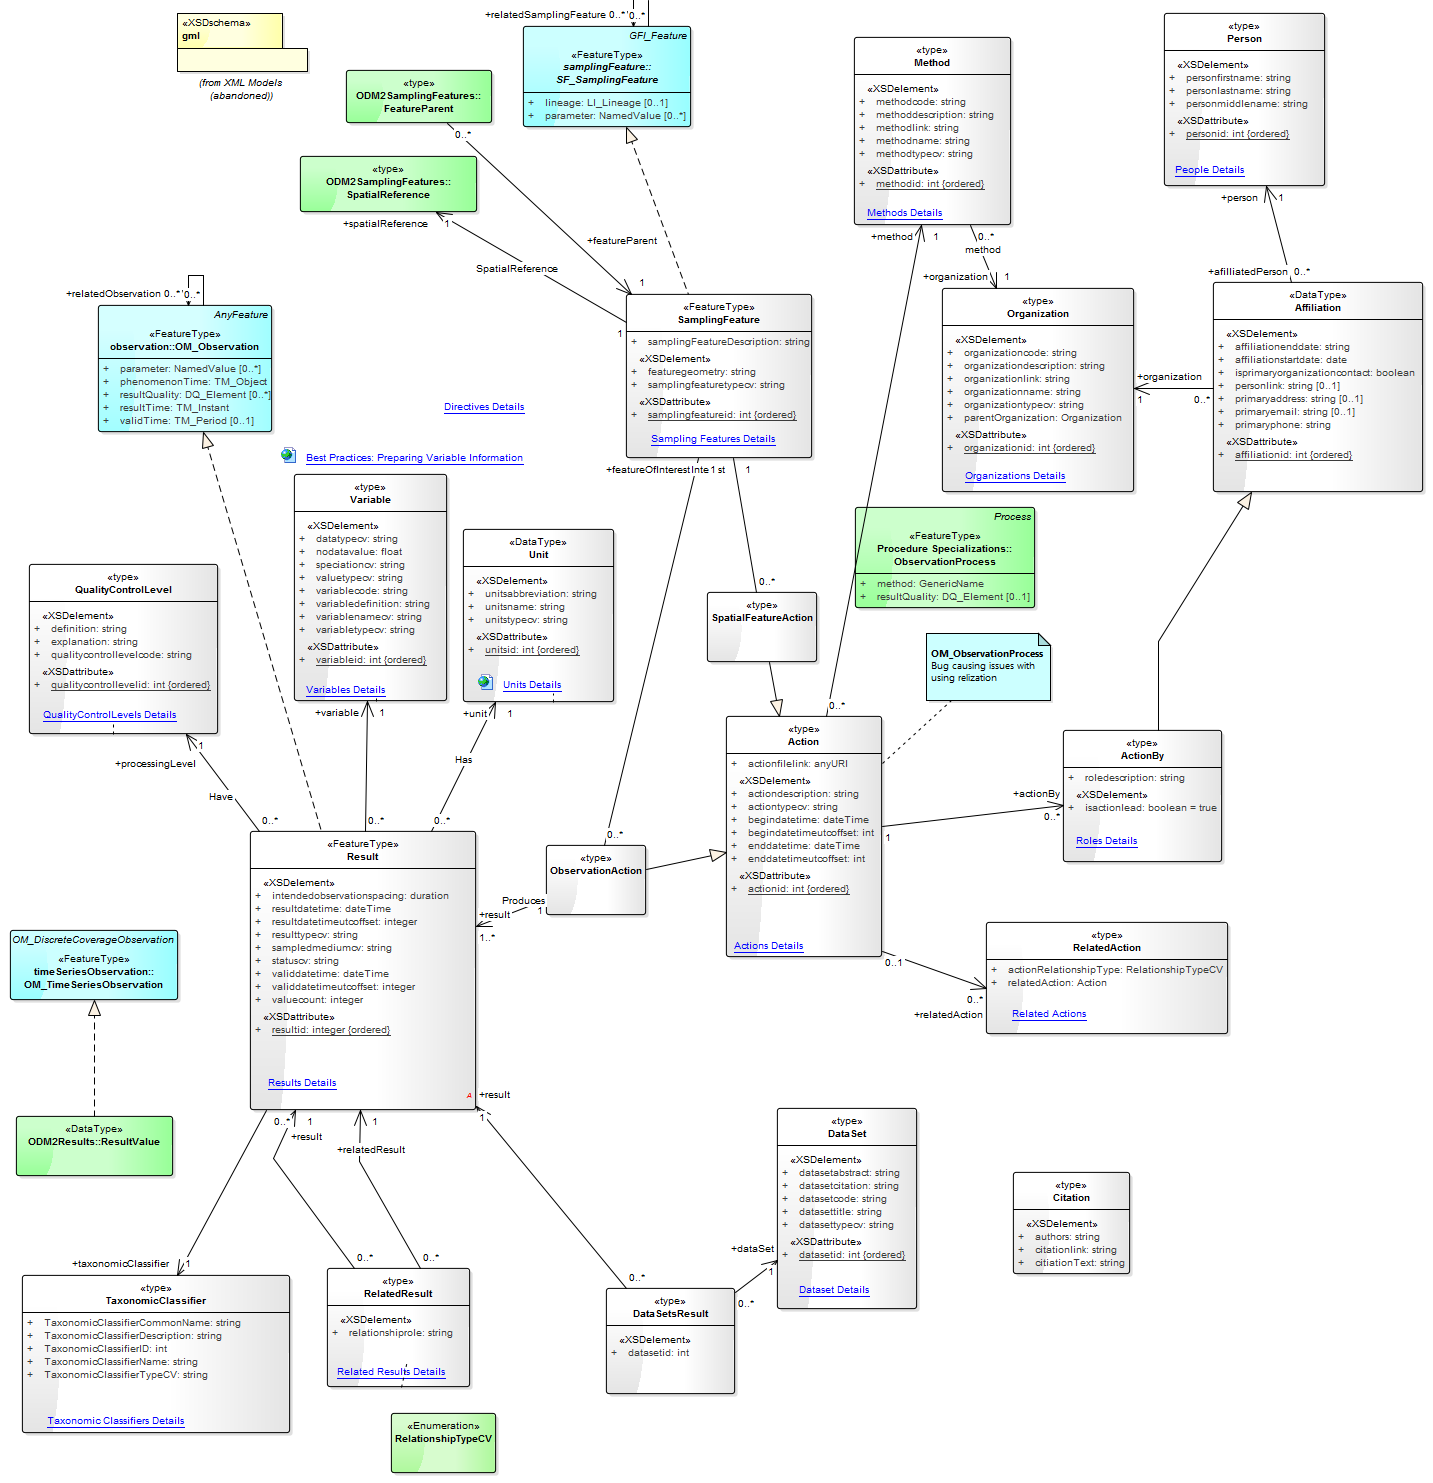 «XSDschema»
gml
(from XML Models
(abandoned))
+relatedSamplingFeature 0..*
0..*
GFI_Feature
«FeatureType»
samplingFeature::
SF_SamplingFeature
+ lineage: LI_Lineage [0..1]
+ parameter: NamedValue [0..*]
«type»
ODM2SamplingFeatures::
FeatureParent
0..*
«type»
ODM2SamplingFeatures::
SpatialReference
+spatialReference 1
+featureParent
SpatialReference
1
1
«type»
Method
«XSDelement»
+ methodcode: string
+ methoddescription: string
+ methodlink: string
+ methodname: string
+ methodtypecv: string
«XSDattribute»
+ methodid: int {ordered}
Methods Details
+method 1
0..*
method
+organization 1
«type»
Person
«XSDelement»
+ personfirstname: string
+ personlastname: string
+ personmiddlename: string
«XSDattribute»
+ personid: int {ordered}
People Details
+person 1
+afilliatedPerson 0..*
+relatedObservation 0..*
0..*
AnyFeature
«FeatureType»
observation::OM_Observation
+ parameter: NamedValue [0..*]
+ phenomenonTime: TM_Object
+ resultQuality: DQ_Element [0..*]
+ resultTime: TM_Instant
+ validTime: TM_Period [0..1]
«FeatureType»
SamplingFeature
+ samplingFeatureDescription: string
«XSDelement»
+ featuregeometry: string
+ samplingfeaturetypecv: string
«XSDattribute»
+ samplingfeatureid: int {ordered}
Sampling Features Details
+featureOfInterestInte1st 1
«type»
Organization
«XSDelement»
+ organizationcode: string
+ organizationdescription: string
+ organizationlink: string
+ organizationname: string
+ organizationtypecv: string
+ parentOrganization: Organization
«XSDattribute»
+ organizationid: int {ordered}
Organizations Details
+organization
1
0..*
«DataType»
Affiliation
«XSDelement»
+ affiliationenddate: string
+ affiliationstartdate: date
+ isprimaryorganizationcontact: boolean
+ personlink: string [0..1]
+ primaryaddress: string [0..1]
+ primaryemail: string [0..1]
+ primaryphone: string
«XSDattribute»
+ affiliationid: int {ordered}
Directives Details
Best Practices: Preparing Variable Information
«type»
Variable
«XSDelement»
+ datatypecv: string
+ nodatavalue: float
+ speciationcv: string
+ valuetypecv: string
+ variablecode: string
+ variabledefinition: string
+ variablenamecv: string
+ variabletypecv: string
«XSDattribute»
+ variableid: int {ordered}
Variables Details
+variable 1
«DataType»
Unit
«XSDelement»
+ unitsabbreviation: string
+ unitsname: string
+ unitstypecv: string
«XSDattribute»
+ unitsid: int {ordered}
Units Details
+unit 1
Has
Process
«FeatureType»
Procedure Specializations::
ObservationProcess
+ method: GenericName
+ resultQuality: DQ_Element [0..1]
«type»
QualityControlLevel
«XSDelement»
+ definition: string
+ explanation: string
+ qualitycontrollevelcode: string
«XSDattribute»
+ qualitycontrollevelid: int {ordered}
QualityControlLevels Details
1
+processingLevel
Have
0..*
0..*
0..*
0..*
«type»
SpatialFeatureAction
OM_ObservationProcess
Bug causing issues with
using relization
0..*
«type»
Action
+ actionfilelink: anyURI
«XSDelement»
+ actiondescription: string
+ actiontypecv: string
+ begindatetime: dateTime
+ begindatetimeutcoffset: int
+ enddatetime: dateTime
+ enddatetimeutcoffset: int
«XSDattribute»
+ actionid: int {ordered}
Actions Details
+actionBy
0..*
1
«type»
ActionBy
+ roledescription: string
«XSDelement»
+ isactionlead: boolean = true
Roles Details
0..*
«type»
ObservationAction
Produces
1
+result
1..*
«FeatureType»
Result
«XSDelement»
+ intendedobservationspacing: duration
+ resultdatetime: dateTime
+ resultdatetimeutcoffset: integer
+ resulttypecv: string
+ sampledmediumcv: string
+ statuscv: string
+ validdatetime: dateTime
+ validdatetimeutcoffset: integer
+ valuecount: integer
«XSDattribute»
+ resultid: integer {ordered}
Results Details
A
+result
1
0..1
0..*
+relatedAction
«type»
RelatedAction
+ actionRelationshipType: RelationshipTypeCV
+ relatedAction: Action
Related Actions
OM_DiscreteCoverageObservation
«FeatureType»
timeSeriesObservation::
OM_TimeSeriesObservation
«DataType»
ODM2Results::ResultValue
0..* 1
+result
1
+relatedResult
+taxonomicClassifier 1
0..*
0..*
«type»
TaxonomicClassifier
+ TaxonomicClassifierCommonName: string
+ TaxonomicClassifierDescription: string
+ TaxonomicClassifierID: int
+ TaxonomicClassifierName: string
+ TaxonomicClassifierTypeCV: string
Taxonomic Classifiers Details
«type»
RelatedResult
«XSDelement»
+ relationshiprole: string
Related Results Details
«Enumeration»
RelationshipTypeCV
0..*
«type»
DataSetsResult
«XSDelement»
+ datasetid: int
+dataSet
1
0..*
«type»
DataSet
«XSDelement»
+ datasetabstract: string
+ datasetcitation: string
+ datasetcode: string
+ datasettitle: string
+ datasettypecv: string
«XSDattribute»
+ datasetid: int {ordered}
Dataset Details
«type»
Citation
«XSDelement»
+ authors: string
+ citationlink: string
+ citiationText: string